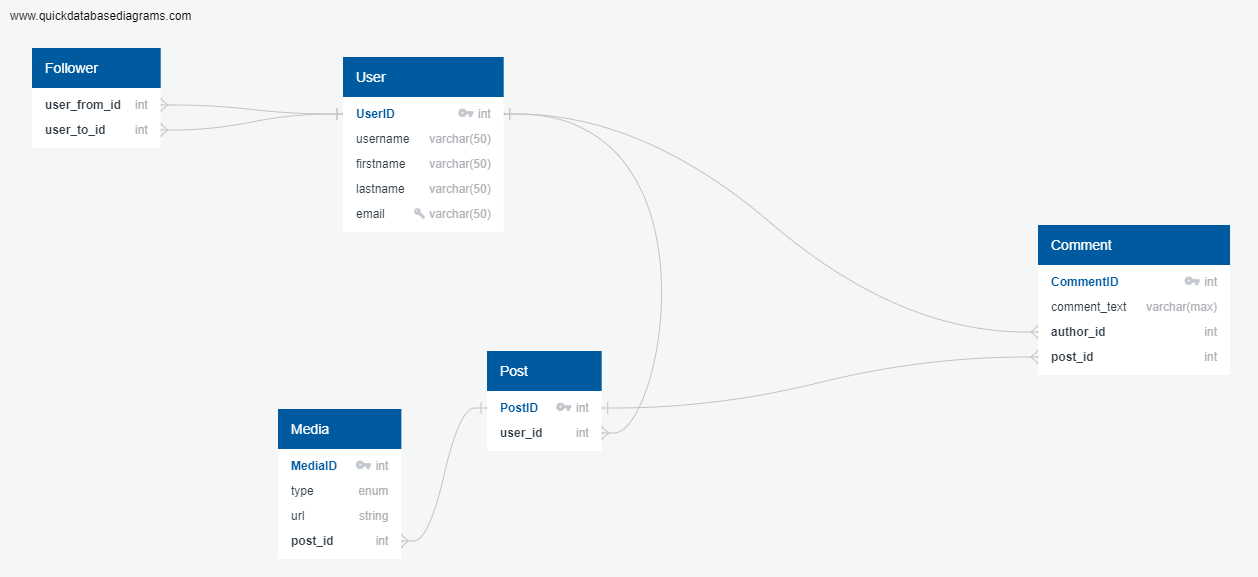 www.quickdatabasediagrams.com
Follower
user_from_id int
user_to_id int
User
UserID int
username varchar(50)
firstname varchar(50)
lastname varchar(50)
email varchar(50)
Comment
CommentID int
comment_text varchar(max)
author_id int
post_id int
Post
PostID int
user_id int
Media
MediaID int
type enum
url string
post_id int